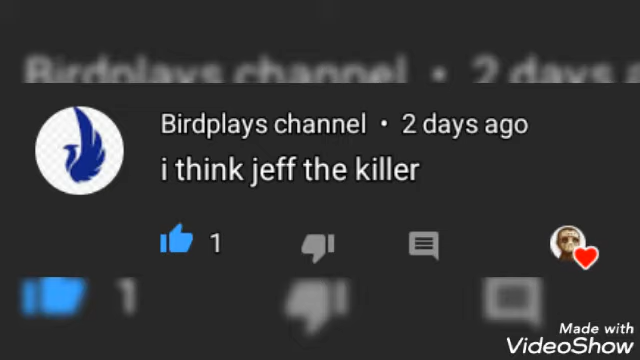 Birdplays channel • 2 days a
Birdplays channel • 2 days ago
i think jeff the killer
1
1
Made with
VideoShow